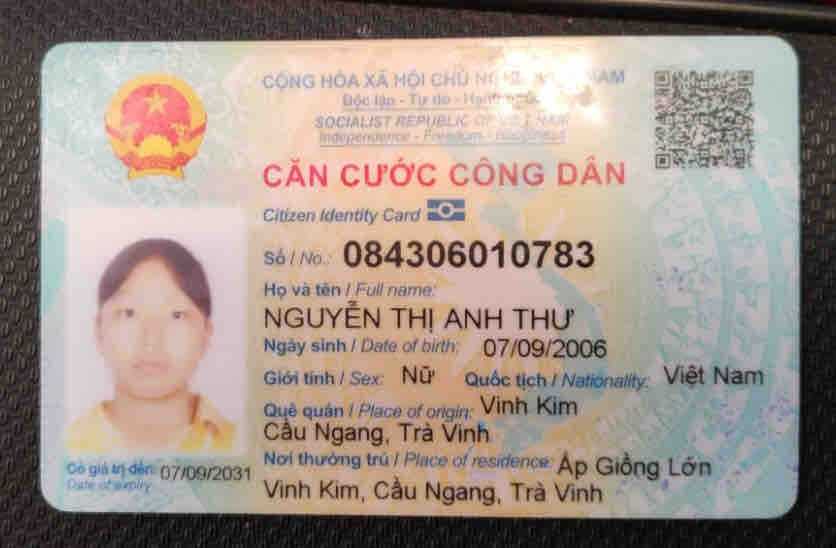 CỘNG HÒA XÃ HỘI CHỦ NAM
Độc lập - Tự do - Hạnh
SOCIALIST REPUBLIC OF VIET NAM
Independence - Freedom - Happiness
CĂN CƯỚC CÔNG DÂN
Citizen Identity Card
Số / No.: 084306010783
Họ và tên / Full name:
NGUYỄN THỊ ANH THƯ
Ngày sinh / Date of birth: 07/09/2006
Giới tính / Sex: Nữ Quốc tịch / Nationality: Việt Nam
Quê quán / Place of origin: Vinh Kim
Cầu Ngang, Trà Vinh
Nơi thường trú / Place of residence: Ấp Giồng Lớn
Vinh Kim, Cầu Ngang, Trà Vinh
Có giá trị đến: 07/09/2031
Date of expiry